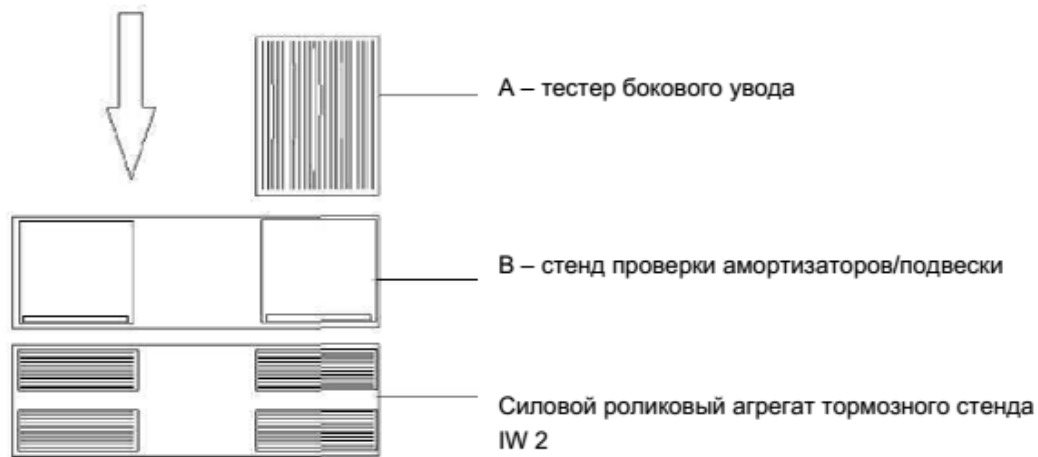 А – тестер бокового увода
В – стенд проверки амортизаторов/подвески
Силовой роликовый агрегат тормозного стенда
IW 2